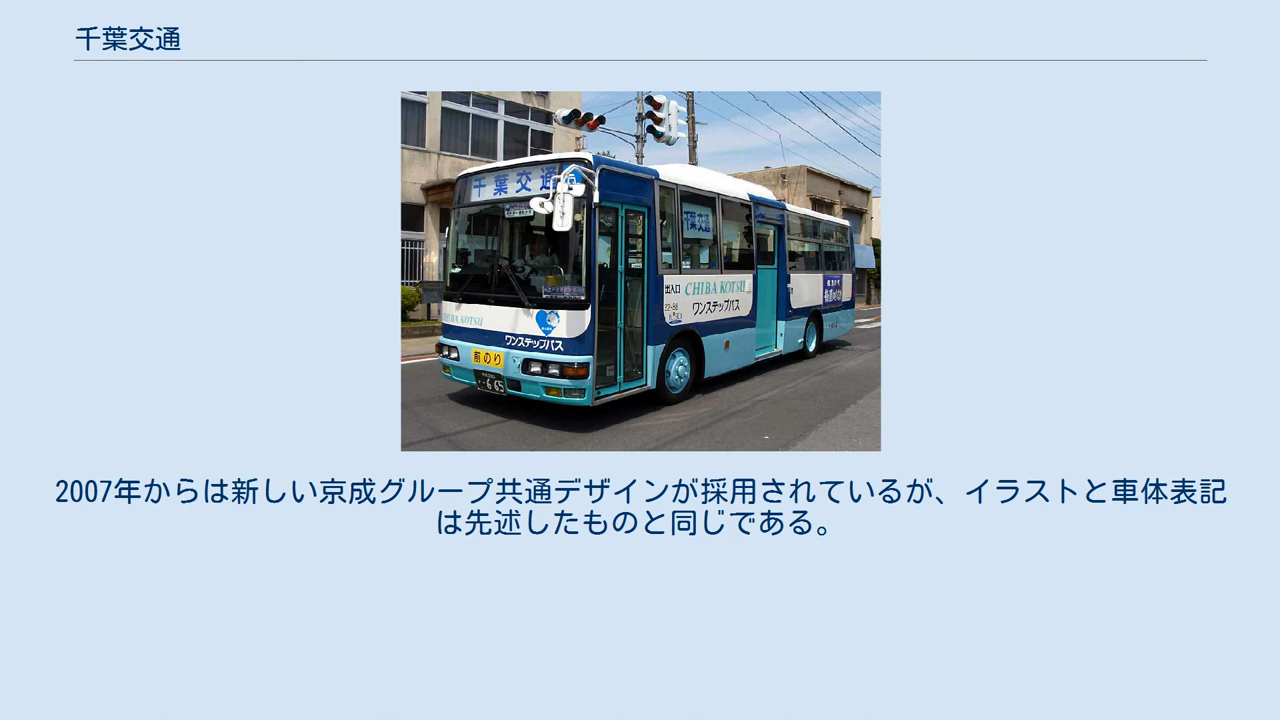 千葉交通
千葉交通
千葉交通
出入口
CHIBA KOTSU
22-88
ワンステップバス
CHIBA KOTSU
ワンステップバス
前のり
・665
2007年からは新しい京成グループ共通デザインが採用されているが、イラストと車体表記
は先述したものと同じである。